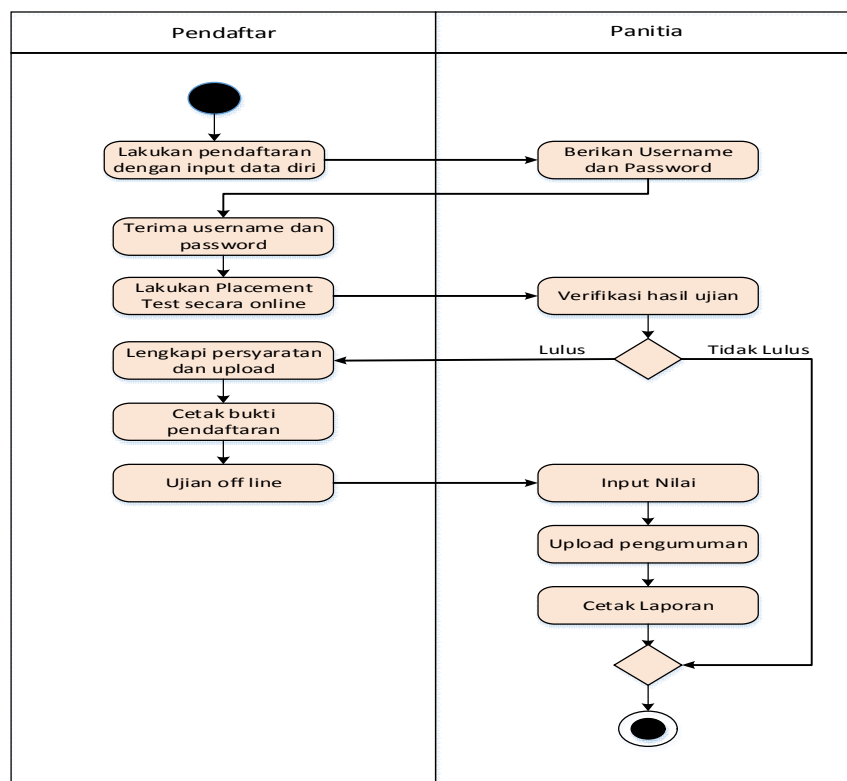 Pendaftar
Panitia
Lakukan pendaftaran
dengan input data diri
Berikan Username
dan Password
Terima username dan
password
Lakukan Placement
Test secara online
Verifikasi hasil ujian
Lulus
Tidak Lulus
Lengkapi persyaratan
dan upload
Cetak bukti
pendaftaran
Ujian off line
Input Nilai
Upload pengumuman
Cetak Laporan